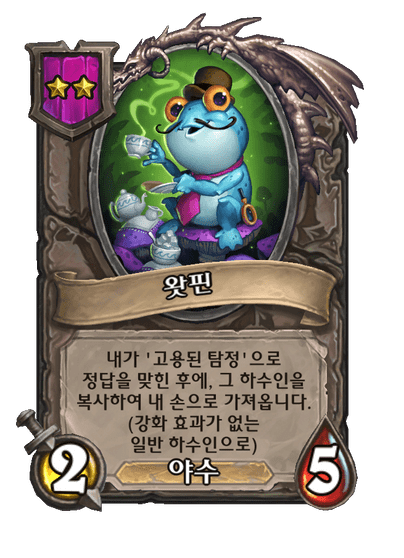 왓핀
내가 '고용된 탐정'으로
정답을 맞힌 후에, 그 하수인을
복사하여 내 손으로 가져옵니다.
(강화 효과가 없는
일반 하수인으로)
2
야수
5